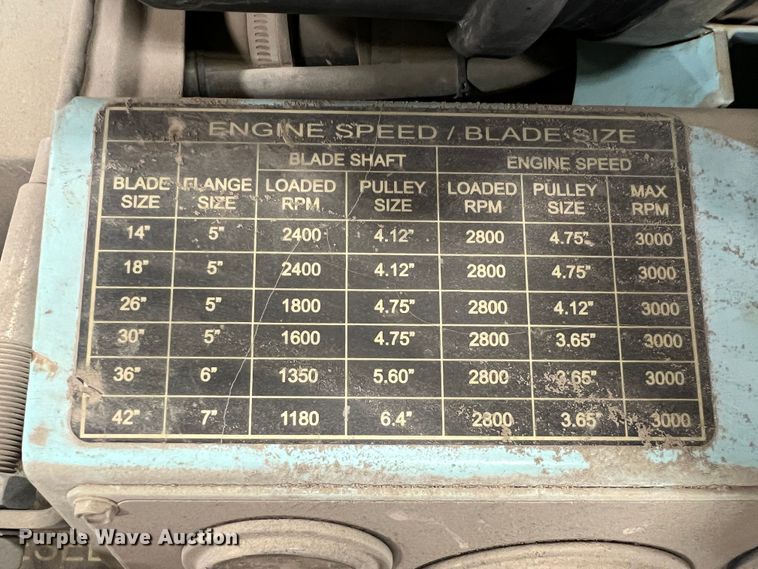 ENGINE SPEED / BLADE SIZE
BLADE SHAFT ENGINE SPEED
BLADE SIZE FLANGE SIZE LOADED RPM PULLEY SIZE LOADED RPM PULLEY SIZE MAX RPM
14" 5" 2400 4.12" 2800 4.75" 3000
18" 5" 2400 4.12" 2800 4.75" 3000
26" 5" 1800 4.75" 2800 4.12" 3000
30" 5" 1600 4.75" 2800 3.65" 3000
36" 6" 1350 5.60" 2800 3.65" 3000
42" 7" 1180 6.4" 2800 3.65" 3000
Purple Wave Auction